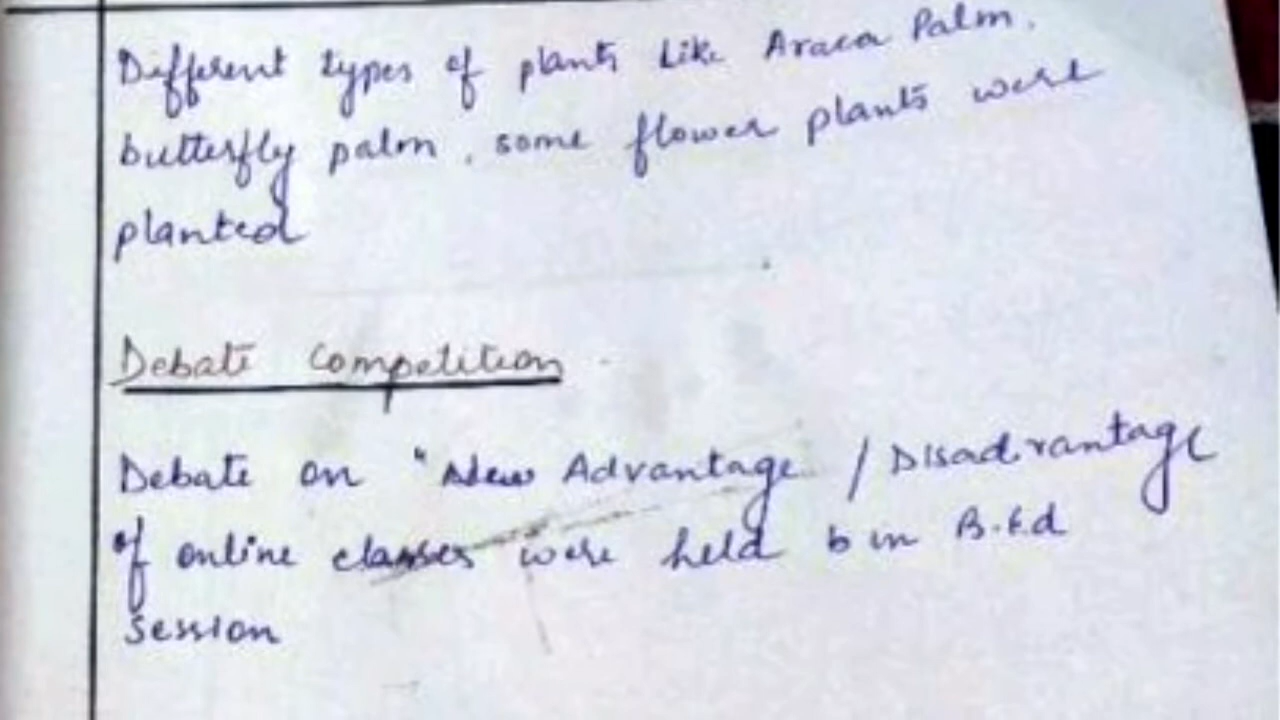 Different types of plants Like Araca Palm,
butterfly palm, some flower plants were
planted
Debate Competition
Debate on "New Advantage / Disadvantage
of online classes were held b in B.Ed
session